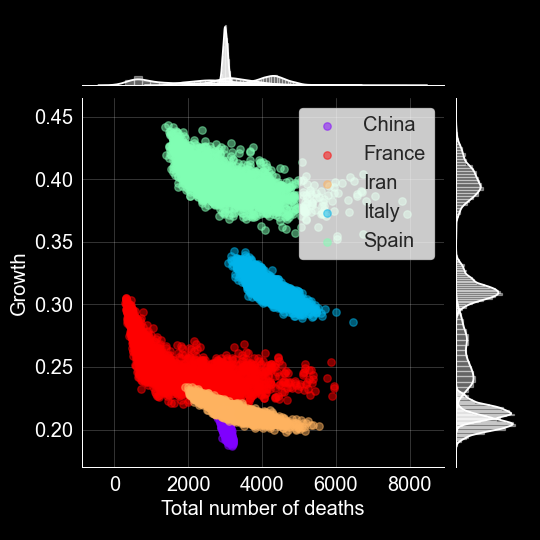 China
France
Iran
Italy
Spain
0.45
0.40
0.35
0.30
0.25
0.20
Growth
0 2000 4000 6000 8000
Total number of deaths